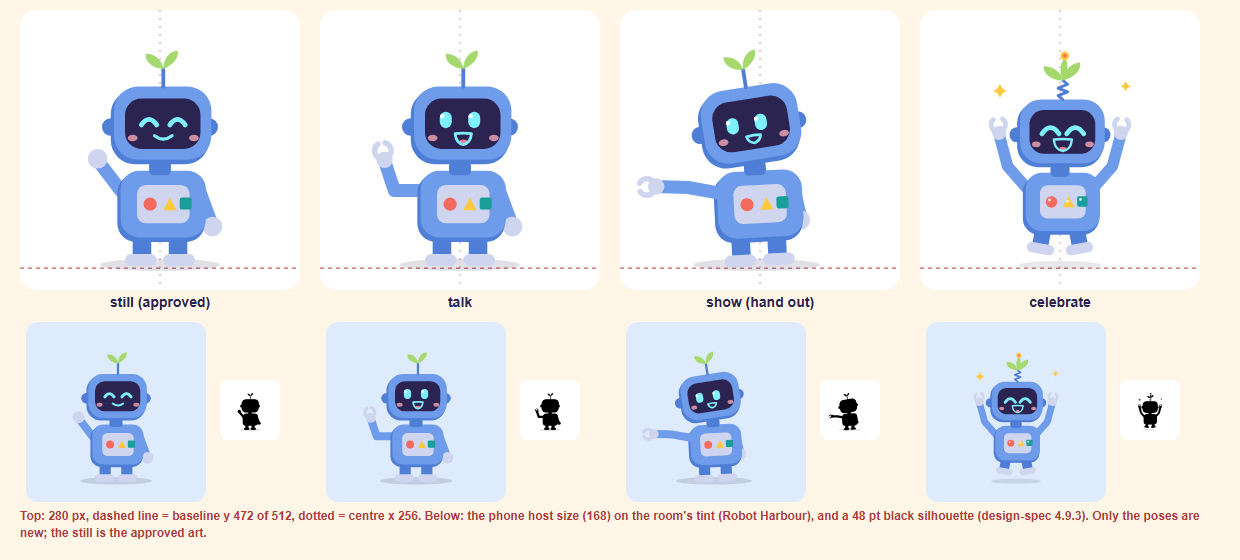 still (approved)
talk
show (hand out)
celebrate
Top: 280 px, dashed line = baseline y 472 of 512, dotted = centre x 256. Below: the phone host size (168) on the room's tint (Robot Harbour), and a 48 pt black silhouette (design-spec 4.9.3). Only the poses are
new; the still is the approved art.